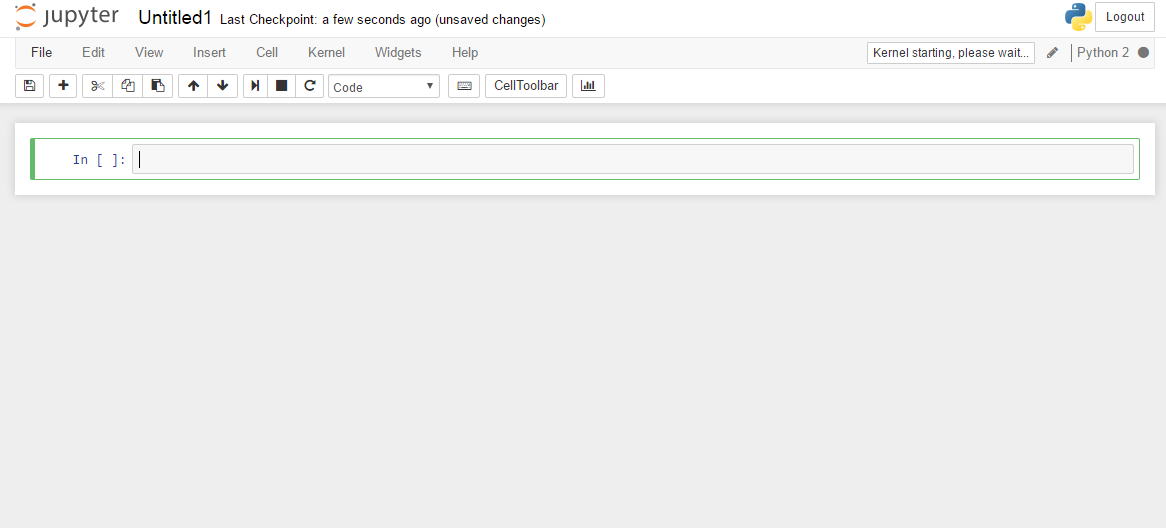 jupyter Untitled1 Last Checkpoint: a few seconds ago (unsaved changes) Logout
File Edit View Insert Cell Kernel Widgets Help Kernel starting, please wait... Python 2
Code CellToolbar
In [ ]: